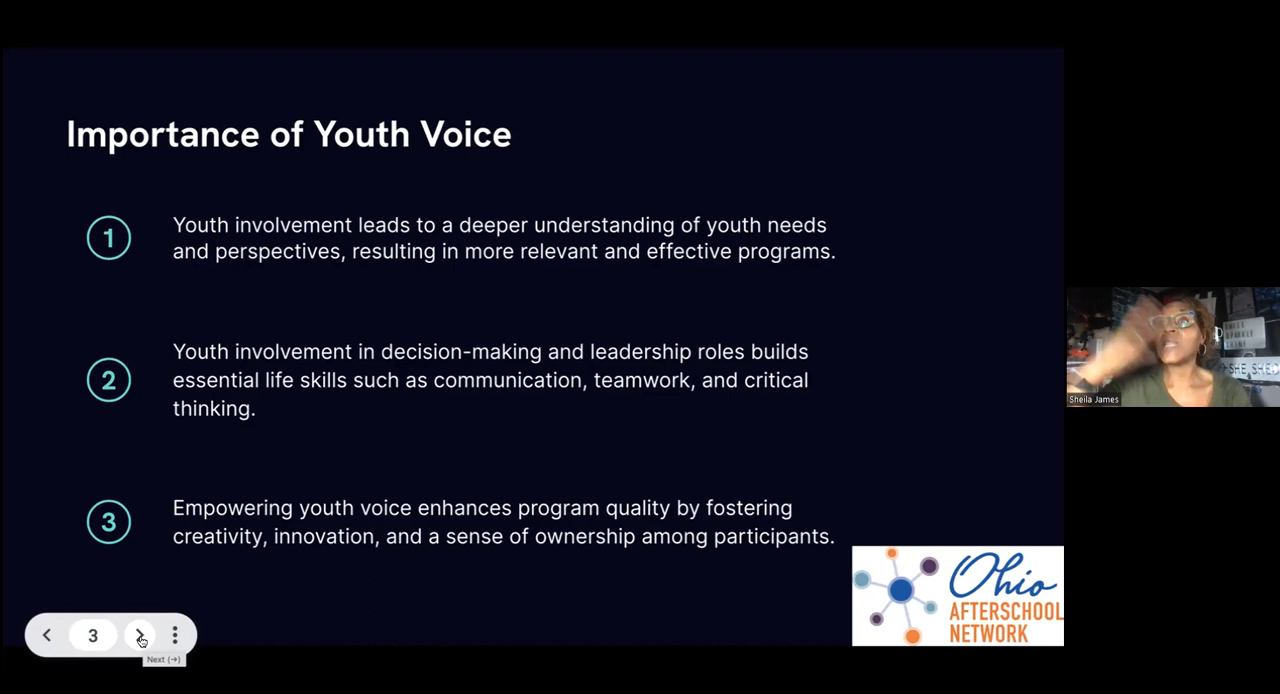 Importance of Youth Voice
1
Youth involvement leads to a deeper understanding of youth needs
and perspectives, resulting in more relevant and effective programs.
2
Youth involvement in decision-making and leadership roles builds
essential life skills such as communication, teamwork, and critical
thinking.
3
Empowering youth voice enhances program quality by fostering
creativity, innovation, and a sense of ownership among participants.
Ohio
AFTERSCHOOL
NETWORK
3
Next (→)
SPARKLE
SHE SHED
Sheila James